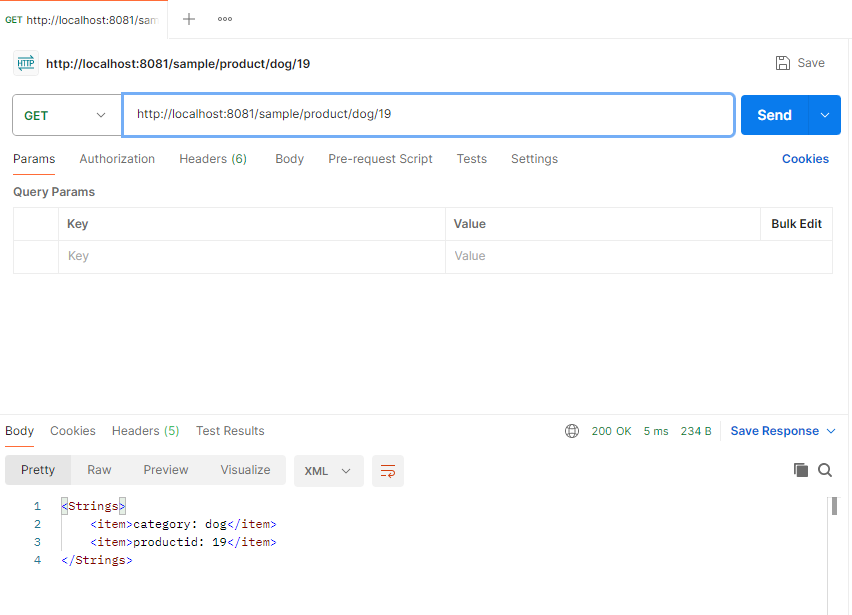 GET http://localhost:8081/sam
HTTP http://localhost:8081/sample/product/dog/19 Save
GET http://localhost:8081/sample/product/dog/19 Send
Params Authorization Headers (6) Body Pre-request Script Tests Settings Cookies
Query Params
Key Value Bulk Edit
Key Value
Body Cookies Headers (5) Test Results 200 OK 5 ms 234 B Save Response
Pretty Raw Preview Visualize XML
1 <Strings>
2 <item>category: dog</item>
3 <item>productid: 19</item>
4 </Strings>